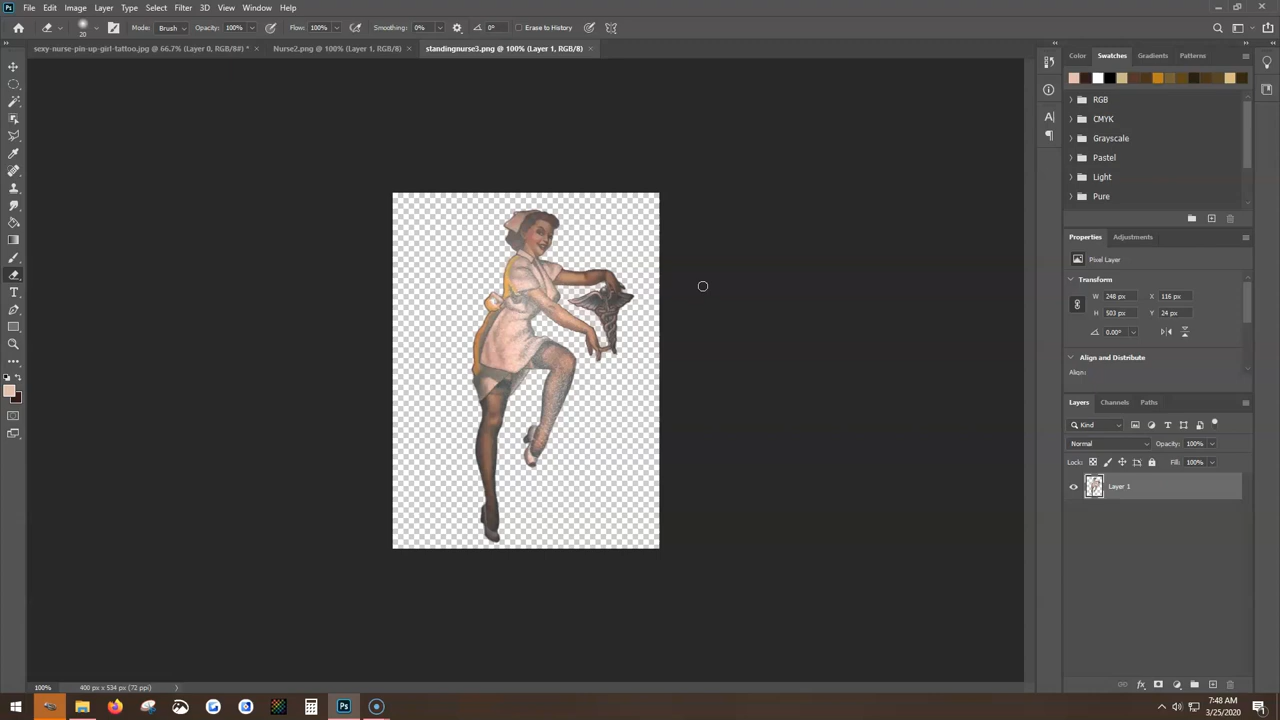 Ps File Edit Image Layer Type Select Filter 3D View Window Help
20 Mode: Brush Opacity: 100% Flow: 100% Smoothing: 0% 0° Erase to History
sexy-nurse-pin-up-girl-tattoo.jpg @ 66.7% (Layer 0, RGB/8#) * × Nurse2.png @ 100% (Layer 1, RGB/8) × standingnurse3.png @ 100% (Layer 1, RGB/8) ×
Color Swatches Gradients Patterns
RGB
CMYK
Grayscale
Pastel
Light
Pure
Properties Adjustments
Pixel Layer
Transform
W 248 px X 116 px
H 503 px Y 24 px
0.00°
Align and Distribute
Align:
Layers Channels Paths
Kind
Normal Opacity: 100%
Lock: Fill: 100%
Layer 1
100% 400 px x 534 px (72 ppi)
Ps
7:48 AM
3/25/2020